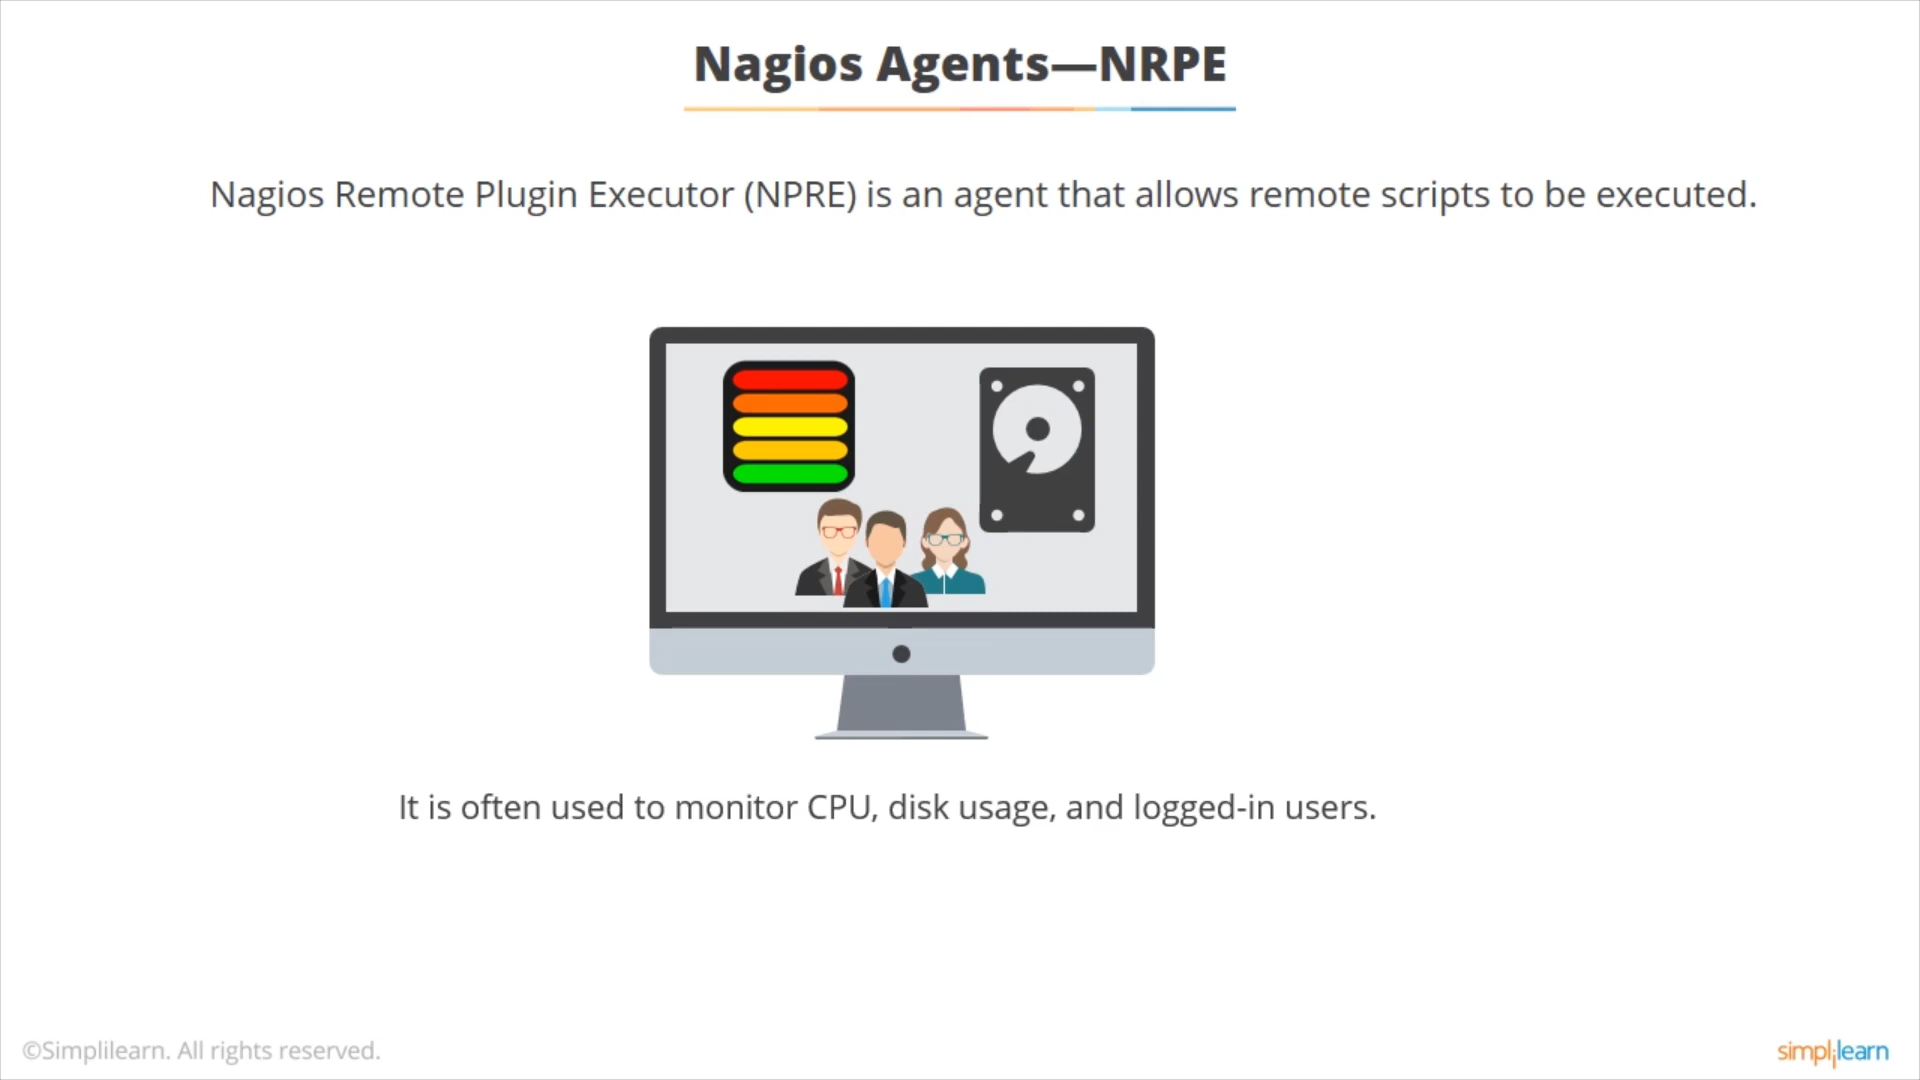 Nagios Agents—NRPE
Nagios Remote Plugin Executor (NPRE) is an agent that allows remote scripts to be executed.
It is often used to monitor CPU, disk usage, and logged-in users.
©Simplilearn. All rights reserved.
simplilearn